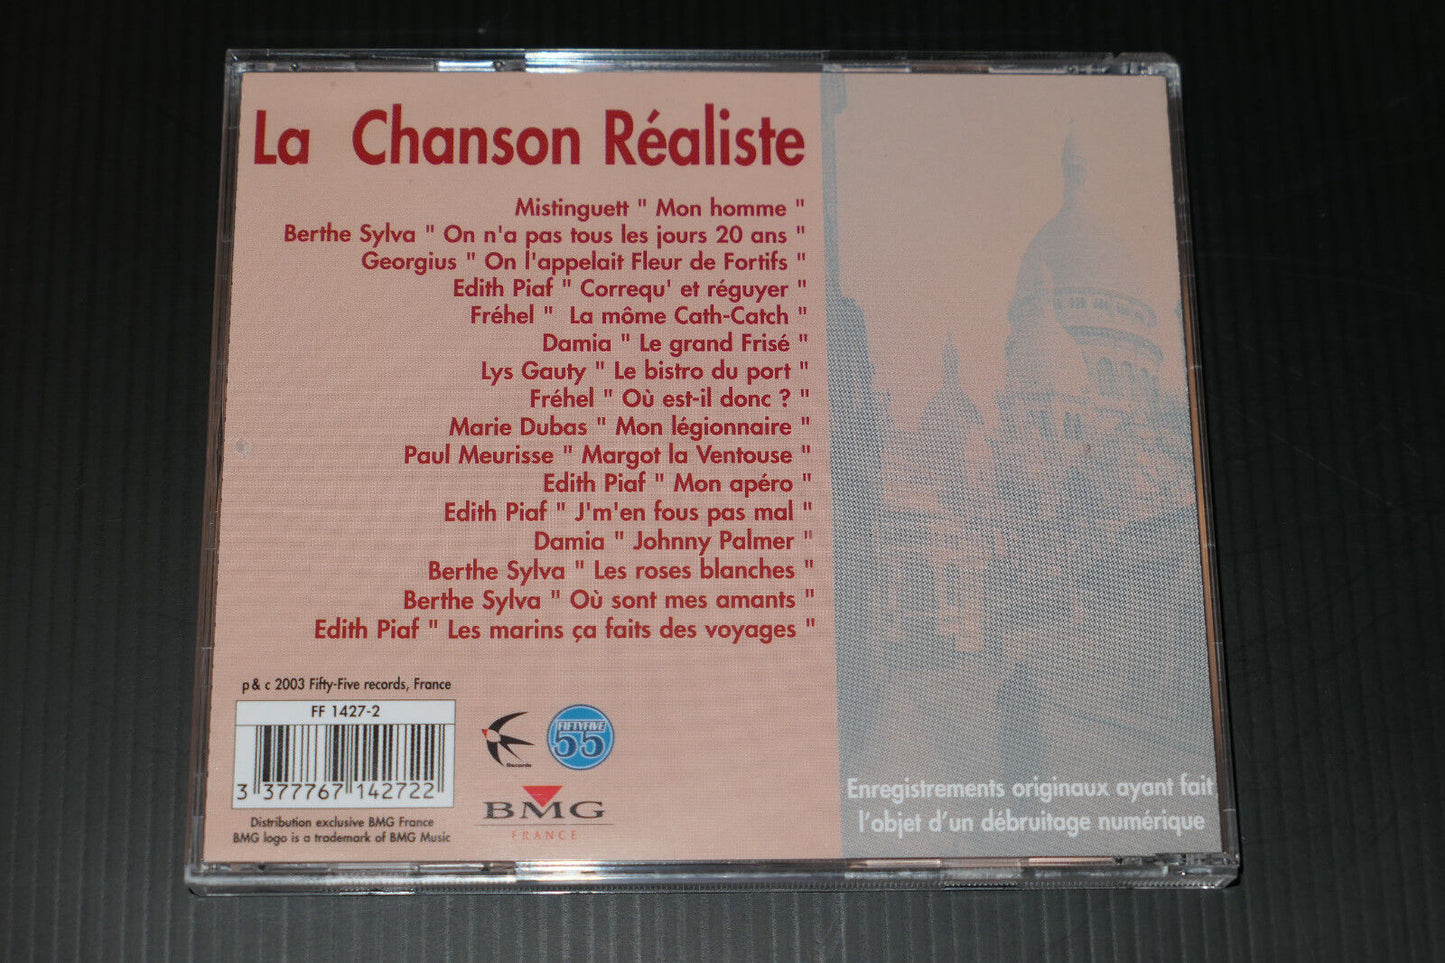 La Chanson Réaliste
Mistinguett " Mon homme "
Berthe Sylva " On n'a pas tous les jours 20 ans "
Georgius " On l'appelait Fleur de Fortifs "
Edith Piaf " Correqu' et réguyer "
Fréhel " La môme Cath-Catch "
Damia " Le grand Frisé "
Lys Gauty " Le bistro du port "
Fréhel " Où est-il donc ? "
Marie Dubas " Mon légionnaire "
Paul Meurisse " Margot la Ventouse "
Edith Piaf " Mon apéro "
Edith Piaf " J'm'en fous pas mal "
Damia " Johnny Palmer "
Berthe Sylva " Les roses blanches "
Berthe Sylva " Où sont mes amants "
Edith Piaf " Les marins ça faits des voyages "
p & c 2003 Fifty-Five records, France
FF 1427-2
3 377767 142722
Distribution exclusive BMG France
BMG logo is a trademark of BMG Music
Records
FIFTYFIVE
55
BMG
FRANCE
Enregistrements originaux ayant fait
l'objet d'un débruitage numérique